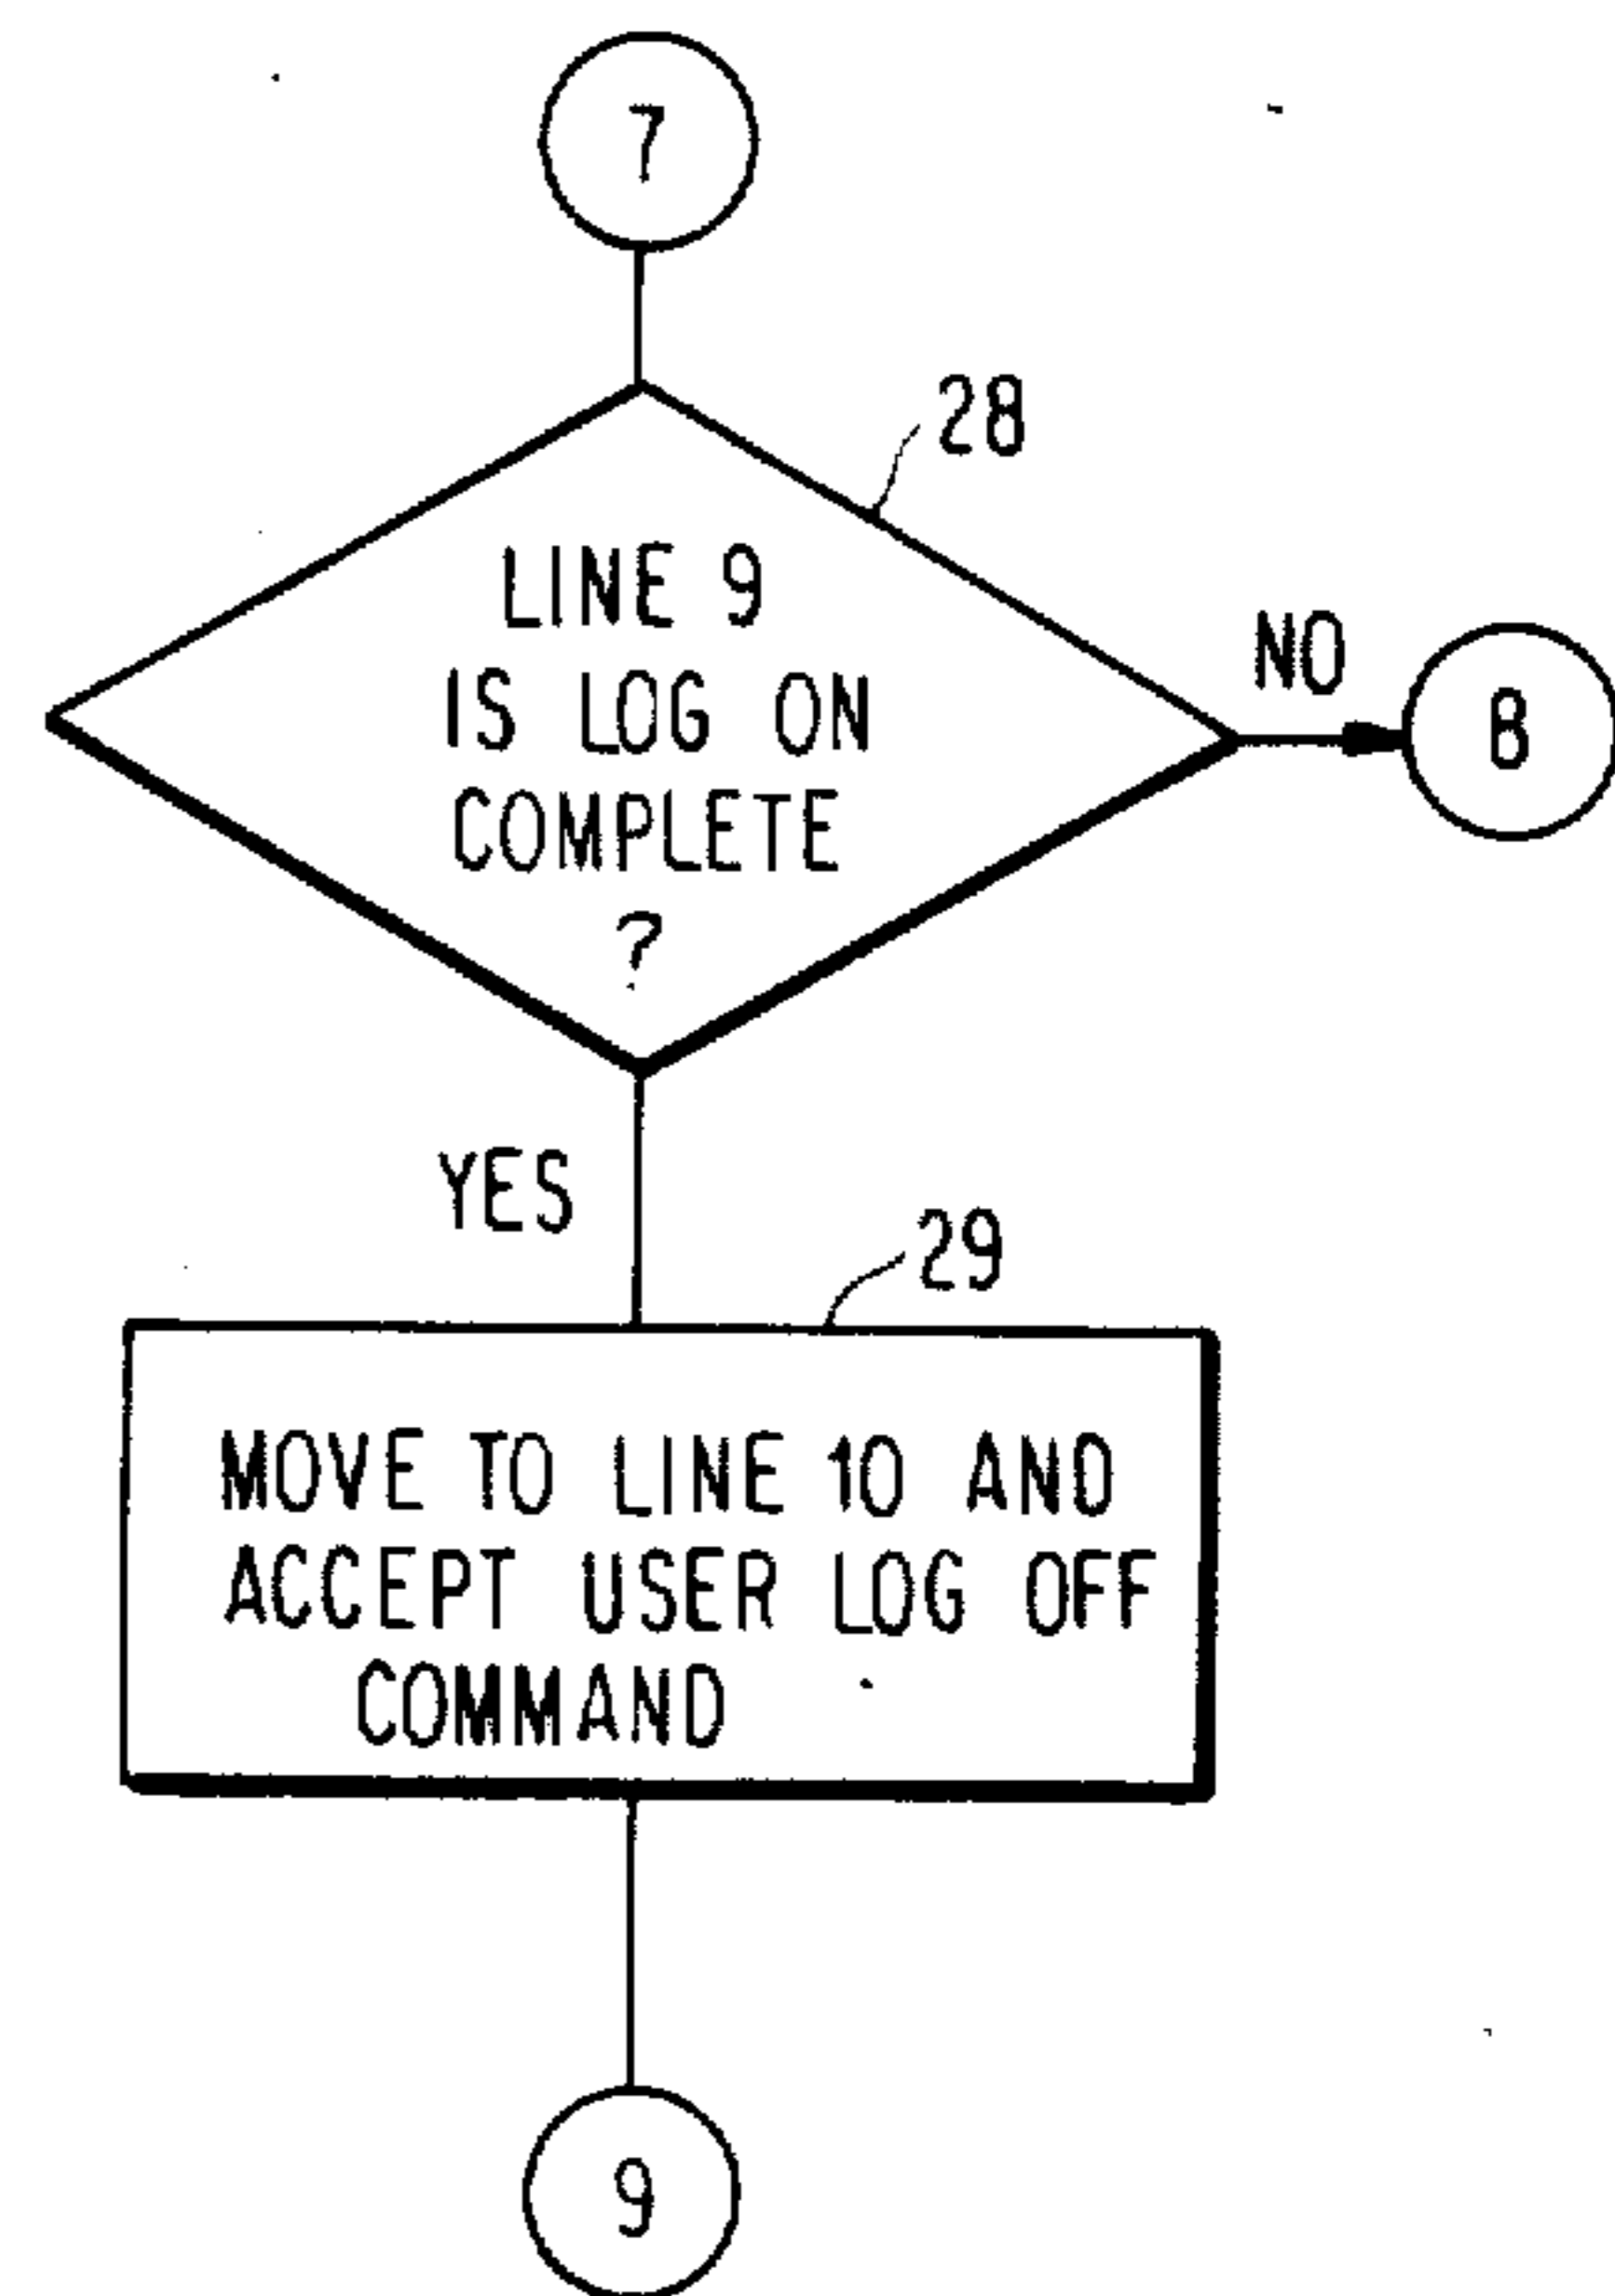 7
28
LINE 9
IS LOG ON
COMPLETE
?
NO
8
YES
29
MOVE TO LINE 10 AND
ACCEPT USER LOG OFF
COMMAND
9